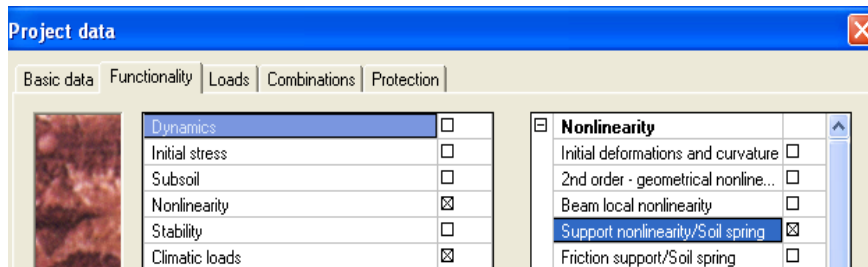 Project data
Basic data Functionality Loads Combinations Protection
Dynamics
Initial stress
Subsoil
Nonlinearity
Stability
Climatic loads
Nonlinearity
Initial deformations and curvature
2nd order - geometrical nonline...
Beam local nonlinearity
Support nonlinearity/Soil spring
Friction support/Soil spring